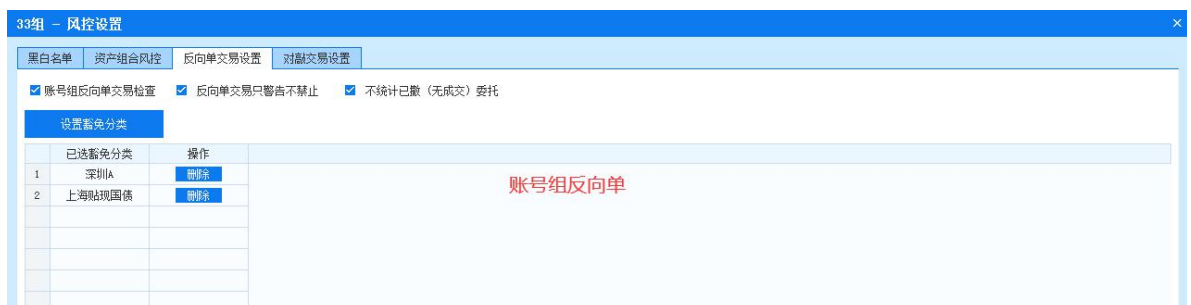 33组 - 风控设置 ×
黑白名单 资产组合风控 反向单交易设置 对敲交易设置
账号组反向单交易检查 反向单交易只警告不禁止 不统计已撤（无成交）委托
设置豁免分类
已选豁免分类 操作
1 深圳A 删除
2 上海贴现国债 删除
账号组反向单